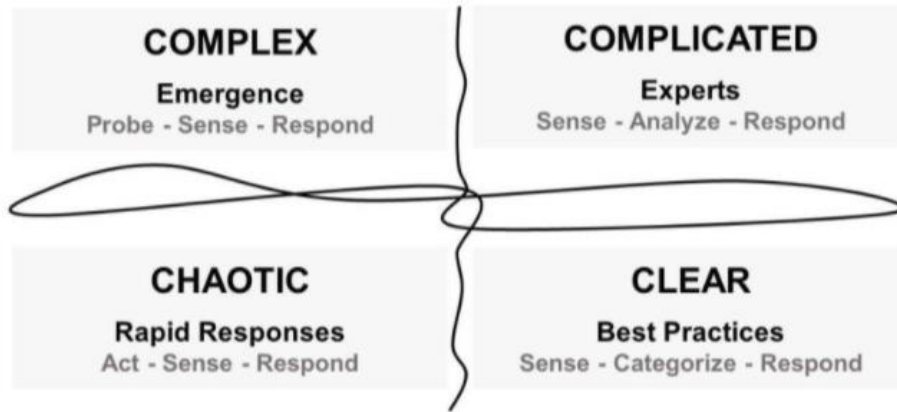 COMPLEX
Emergence
Probe - Sense - Respond
COMPLICATED
Experts
Sense - Analyze - Respond
CHAOTIC
Rapid Responses
Act - Sense - Respond
CLEAR
Best Practices
Sense - Categorize - Respond